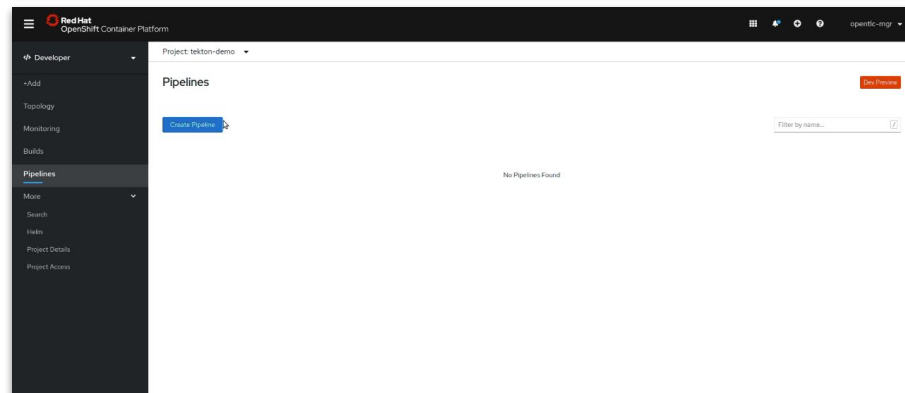 Red Hat
OpenShift Container Platform
opentlc-mgr
</> Developer
Project: tekton-demo
+Add
Topology
Monitoring
Builds
Pipelines
More
Search
Helm
Project Details
Project Access
Pipelines
Dev Preview
Create Pipeline
Filter by name...
/
No Pipelines Found